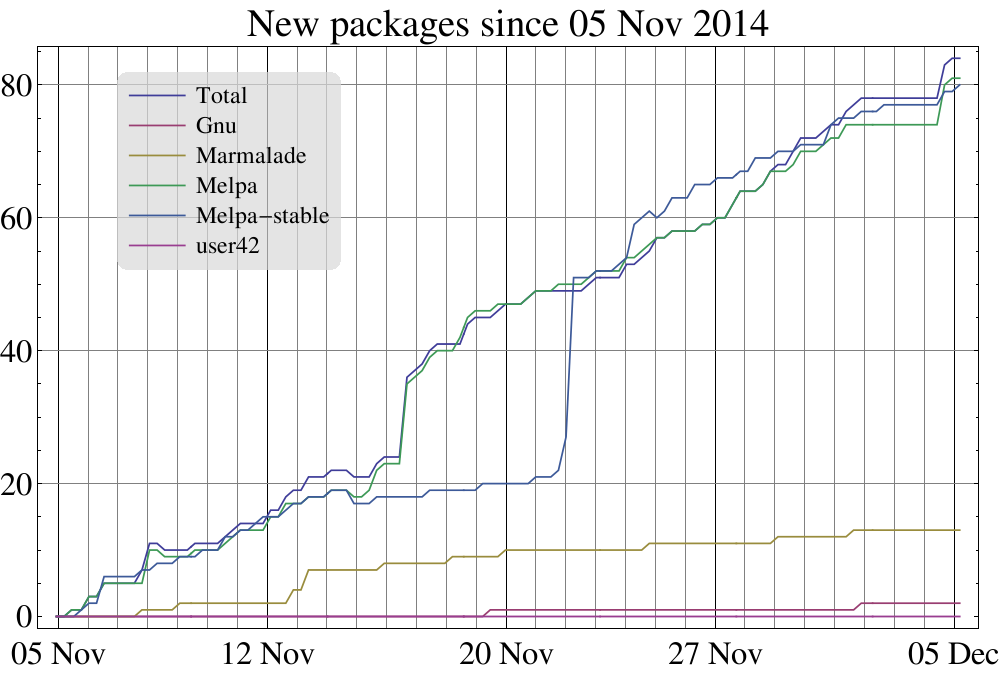 New packages since 05 Nov 2014
80
60
40
20
0
Total
Gnu
Marmalade
Melpa
Melpa-stable
user42
05 Nov 12 Nov 20 Nov 27 Nov 05 Dec